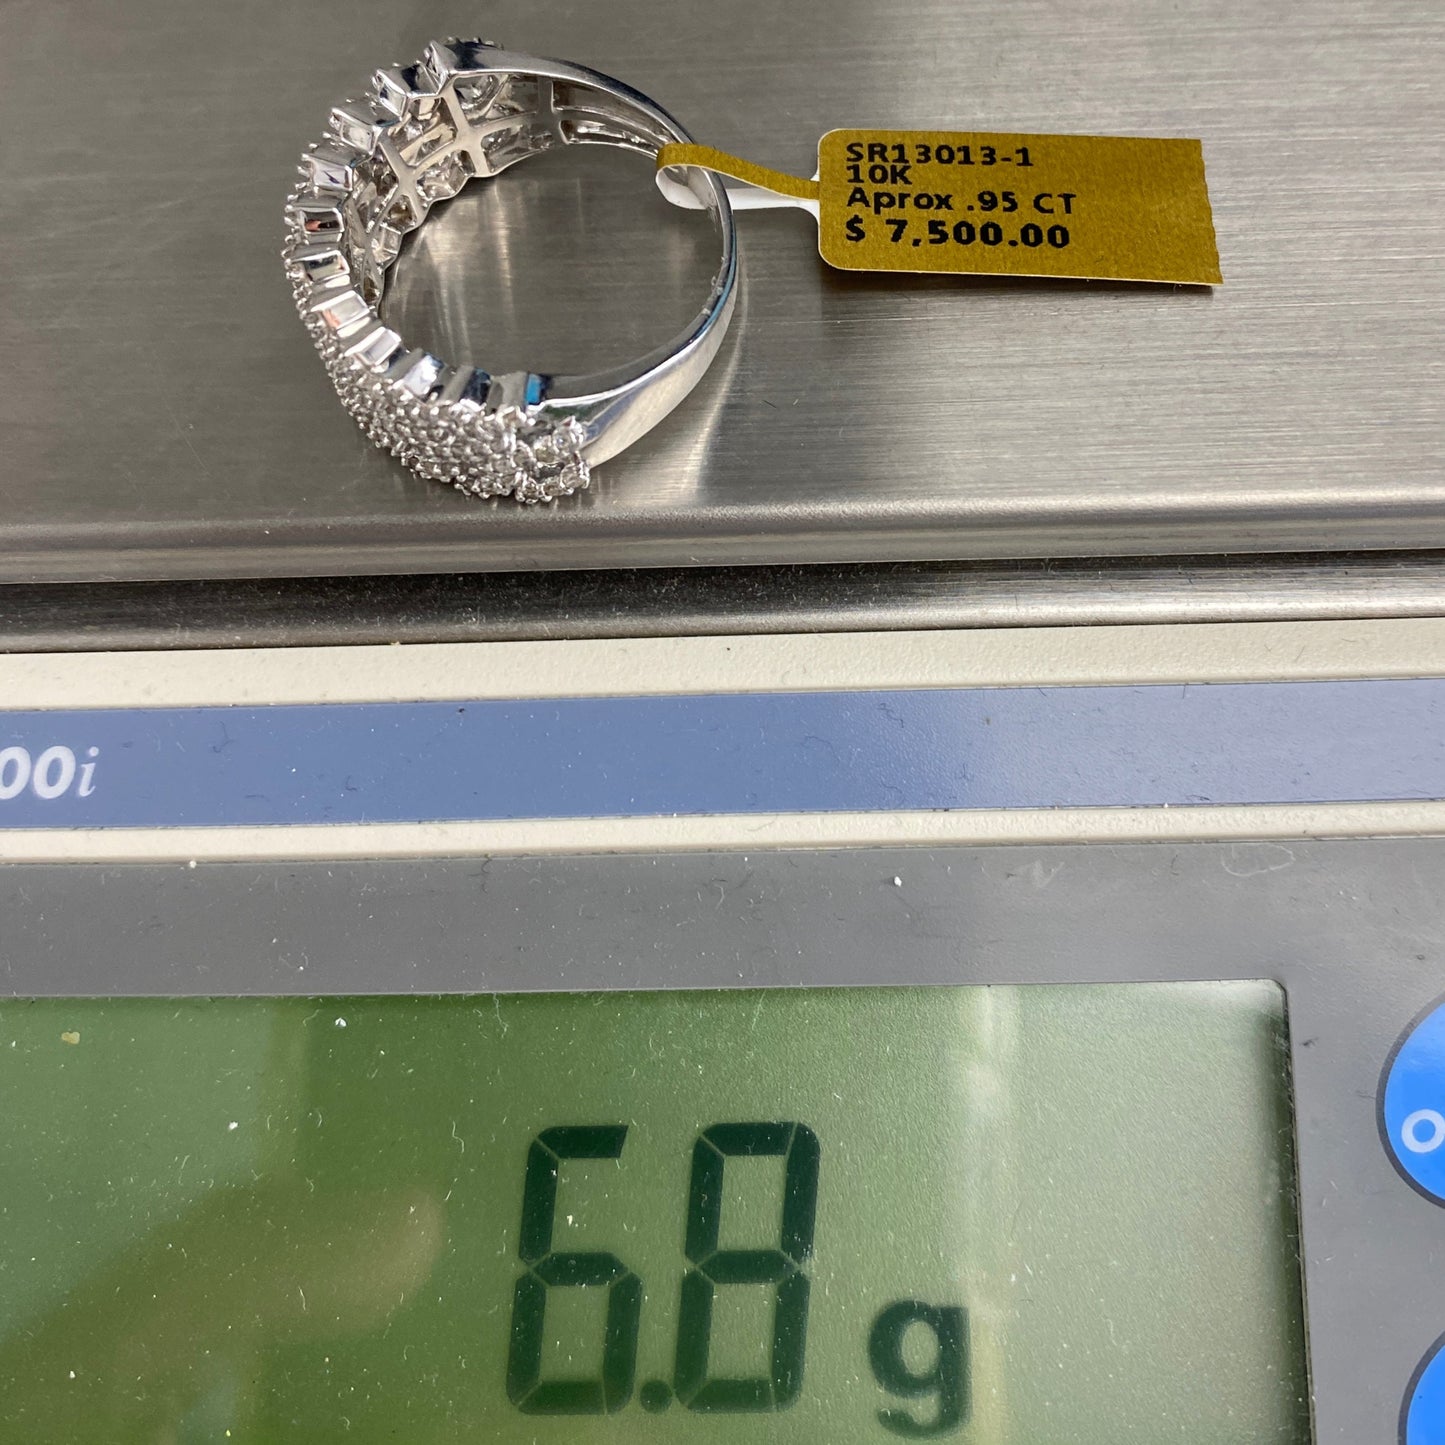 SR13013-1
10K
Aprox .95 CT
$ 7,500.00
00i
6.8 g